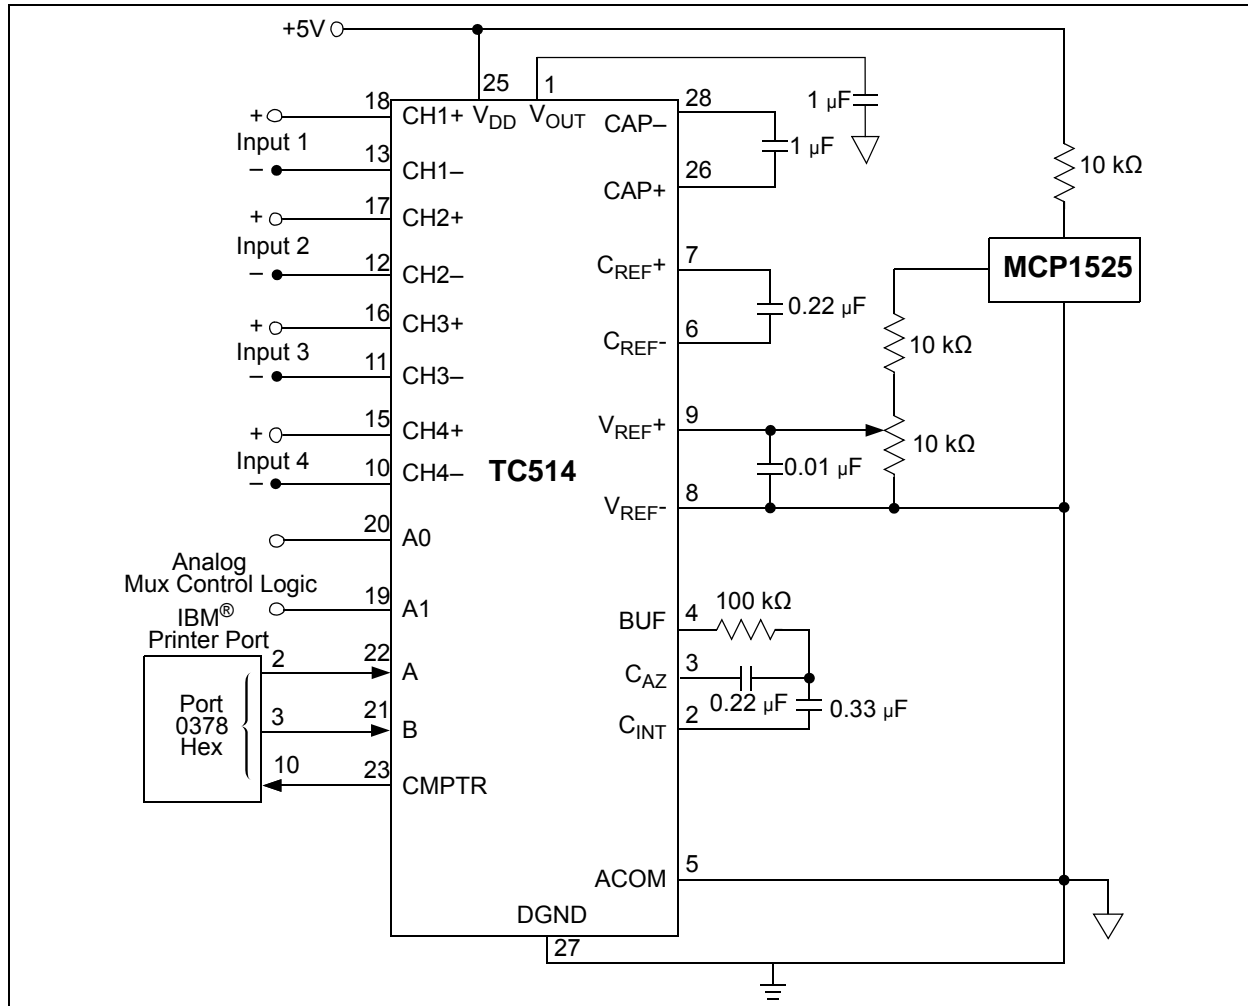 +5V
25
1
18
CH1+
V_DD
V_OUT
28
CAP–
1 µF
+
Input 1
–
13
CH1–
1 µF
26
CAP+
10 kΩ
17
+
CH2+
Input 2
–
12
CH2–
7
C_REF+
MCP1525
0.22 µF
16
+
CH3+
Input 3
–
11
CH3–
6
C_REF-
10 kΩ
15
+
CH4+
Input 4
–
10
CH4–
TC514
9
V_REF+
10 kΩ
0.01 µF
8
V_REF-
20
A0
Analog
Mux Control Logic
19
A1
IBM®
Printer Port
100 kΩ
BUF
4
2
22
A
C_AZ
3
0.22 µF
0.33 µF
Port
0378
Hex
3
21
B
C_INT
2
10
23
CMPTR
ACOM
5
DGND
27